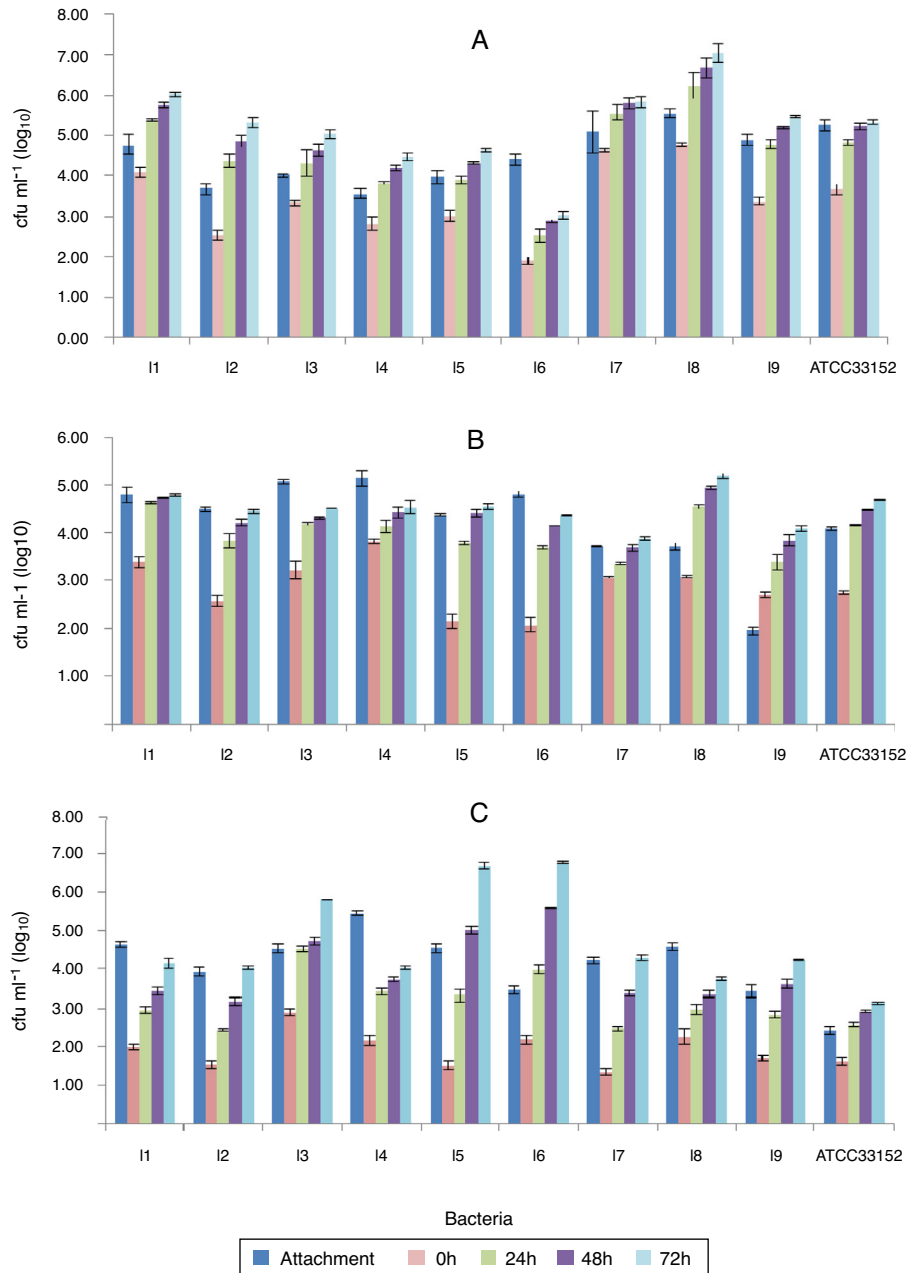 A
cfu ml⁻¹ (log₁₀)
8.00
7.00
6.00
5.00
4.00
3.00
2.00
1.00
0.00
I1 I2 I3 I4 I5 I6 I7 I8 I9 ATCC33152
B
cfu ml-1 (log10)
6.00
5.00
4.00
3.00
2.00
1.00
I1 I2 I3 I4 I5 I6 I7 I8 I9 ATCC33152
C
cfu ml⁻¹ (log₁₀)
8.00
7.00
6.00
5.00
4.00
3.00
2.00
1.00
I1 I2 I3 I4 I5 I6 I7 I8 I9 ATCC33152
Bacteria
Attachment 0h 24h 48h 72h